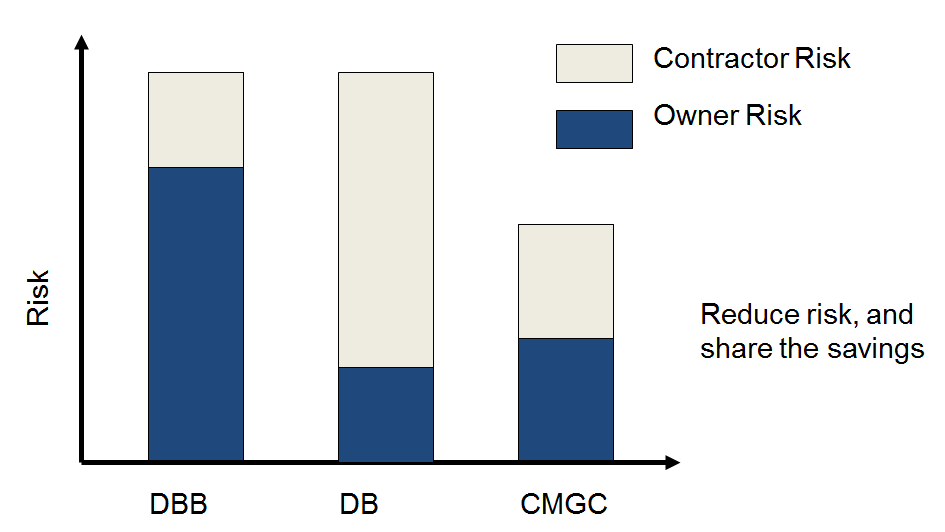 Contractor Risk
Owner Risk
Risk
Reduce risk, and
share the savings
DBB
DB
CMGC